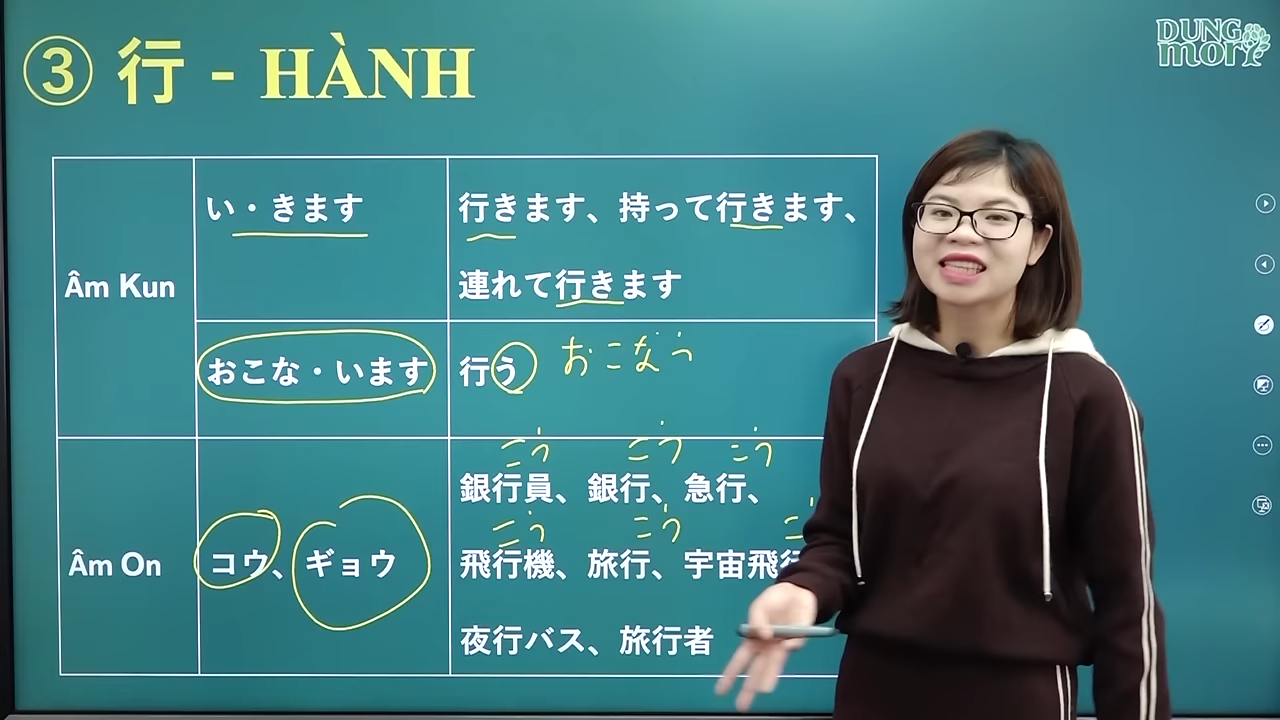 ③ 行 - HÀNH
DUNG
mori
Âm Kun
い・きます
行きます、持って行きます、
連れて行きます
おこな・います
行う おこなう
Âm On
コウ、ギョウ
こう こう こう
銀行員、銀行、急行、
こう こう こ
飛行機、旅行、宇宙飛行
夜行バス、旅行者